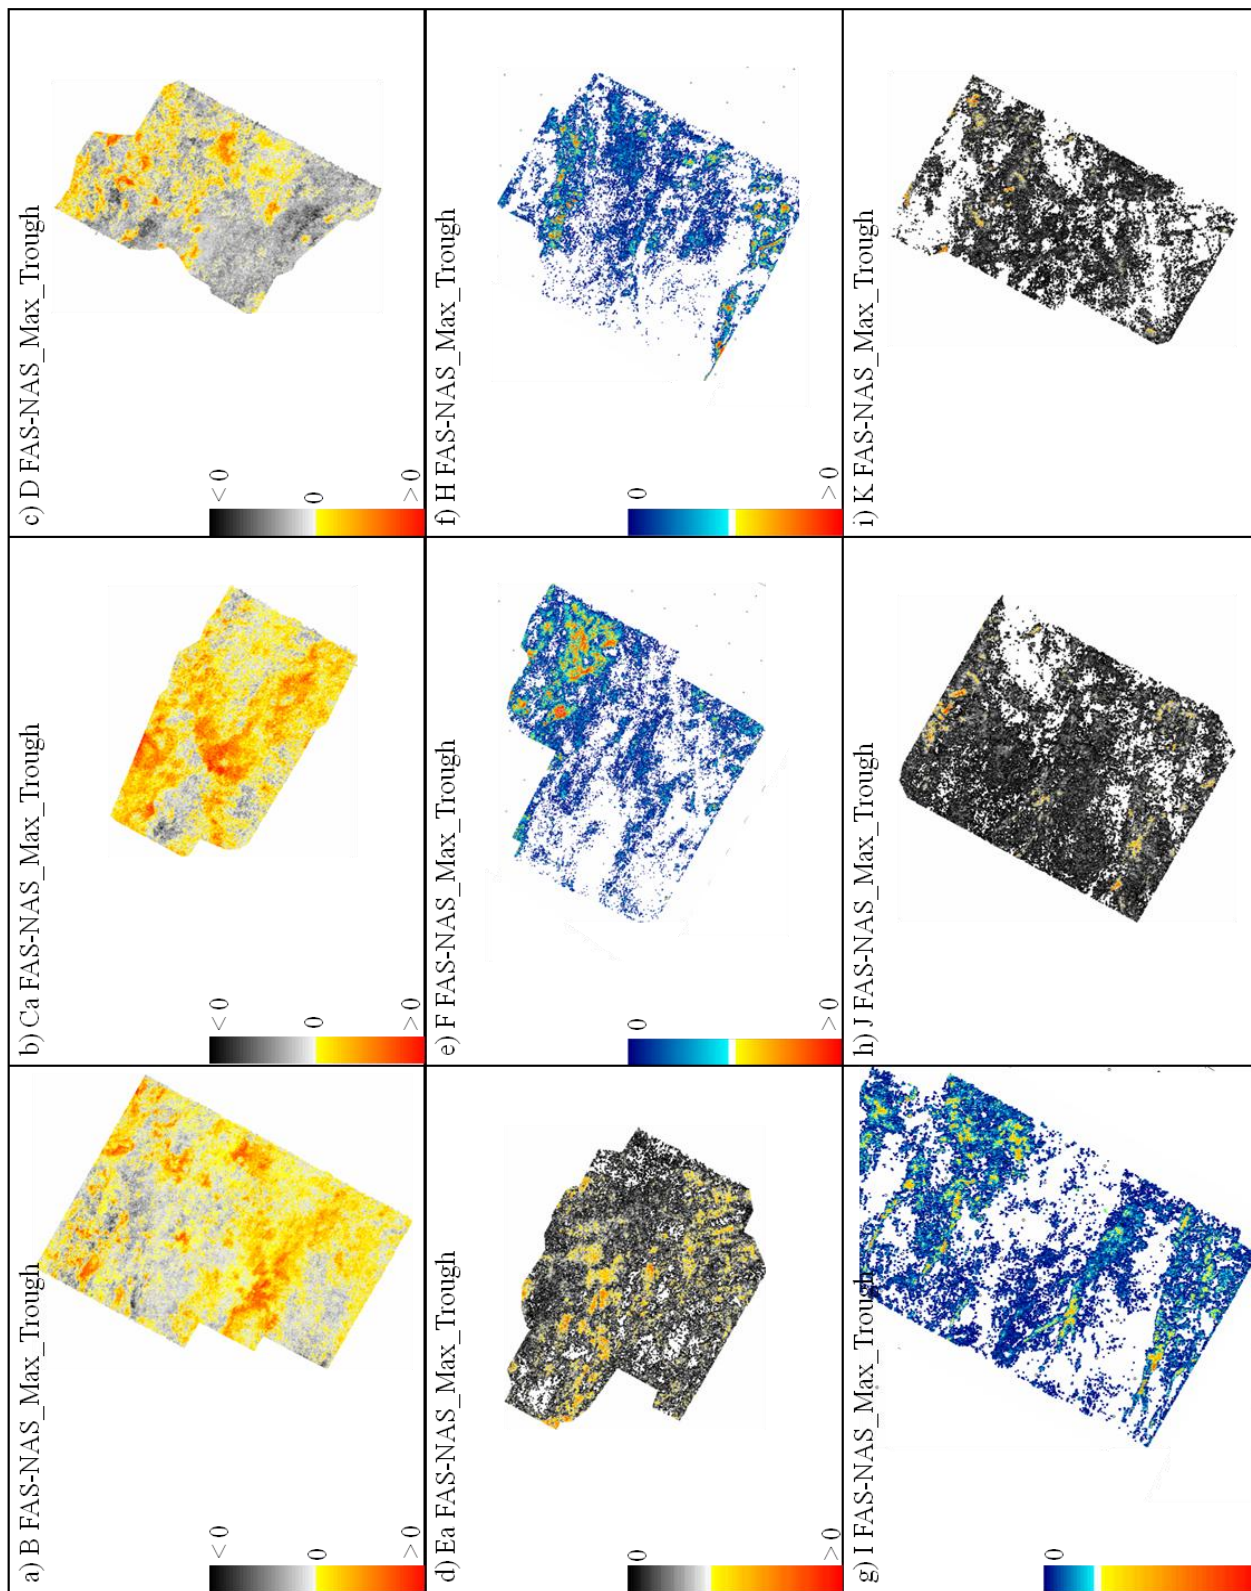 a) B FAS-NAS_Max_Trough
< 0
0
> 0
b) Ca FAS-NAS_Max_Trough
< 0
0
> 0
c) D FAS-NAS_Max_Trough
< 0
0
> 0
d) Ea FAS-NAS_Max_Trough
0
> 0
e) F FAS-NAS_Max_Trough
0
> 0
f) H FAS-NAS_Max_Trough
0
> 0
g) I FAS-NAS_Max_Trough
0
h) J FAS-NAS_Max_Trough
i) K FAS-NAS_Max_Trough